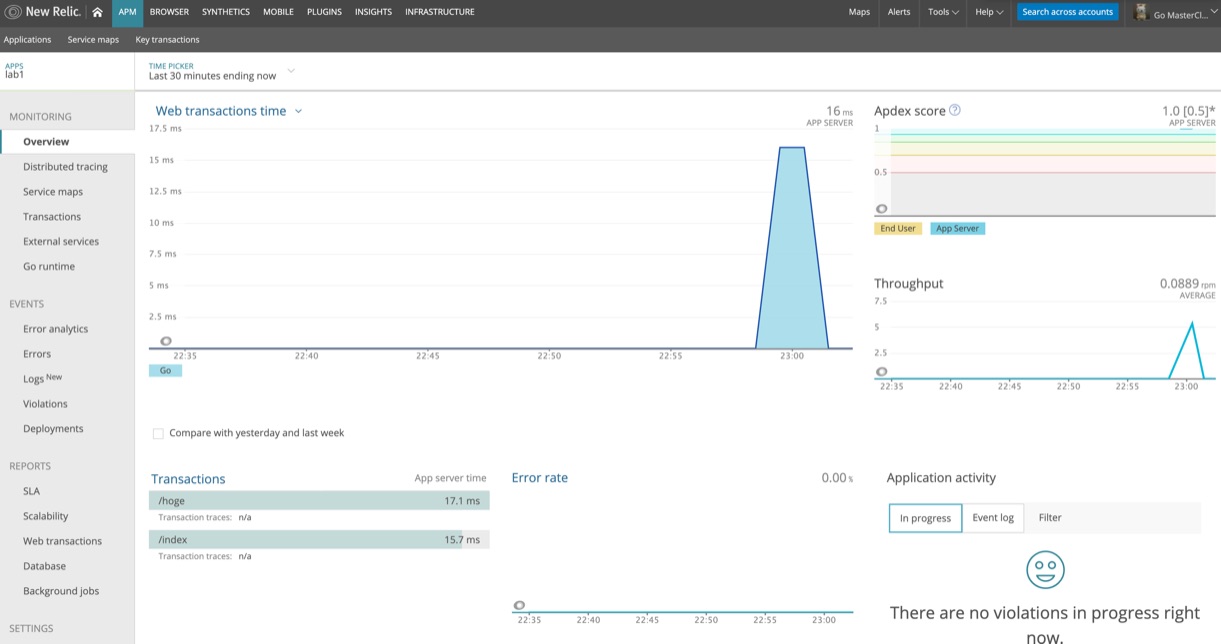 New Relic.
APM
BROWSER
SYNTHETICS
MOBILE
PLUGINS
INSIGHTS
INFRASTRUCTURE
Maps
Alerts
Tools
Help
Search across accounts
Go MasterCl...
Applications
Service maps
Key transactions
APPS
lab1
TIME PICKER
Last 30 minutes ending now
MONITORING
Overview
Distributed tracing
Service maps
Transactions
External services
Go runtime
EVENTS
Error analytics
Errors
Logs New
Violations
Deployments
REPORTS
SLA
Scalability
Web transactions
Database
Background jobs
SETTINGS
Web transactions time
16 ms
APP SERVER
17.5 ms
15 ms
12.5 ms
10 ms
7.5 ms
5 ms
2.5 ms
22:35 22:40 22:45 22:50 22:55 23:00
Go
Compare with yesterday and last week
Apdex score ?
1.0 [0.5]*
APP SERVER
1
0.5
End User
App Server
Throughput
0.0889 rpm
AVERAGE
7.5
5
2.5
22:35 22:40 22:45 22:50 22:55 23:00
Transactions
App server time
/hoge 17.1 ms
Transaction traces: n/a
/index 15.7 ms
Transaction traces: n/a
Error rate
0.00 %
22:35 22:40 22:45 22:50 22:55 23:00
Application activity
In progress
Event log
Filter
There are no violations in progress right
now.